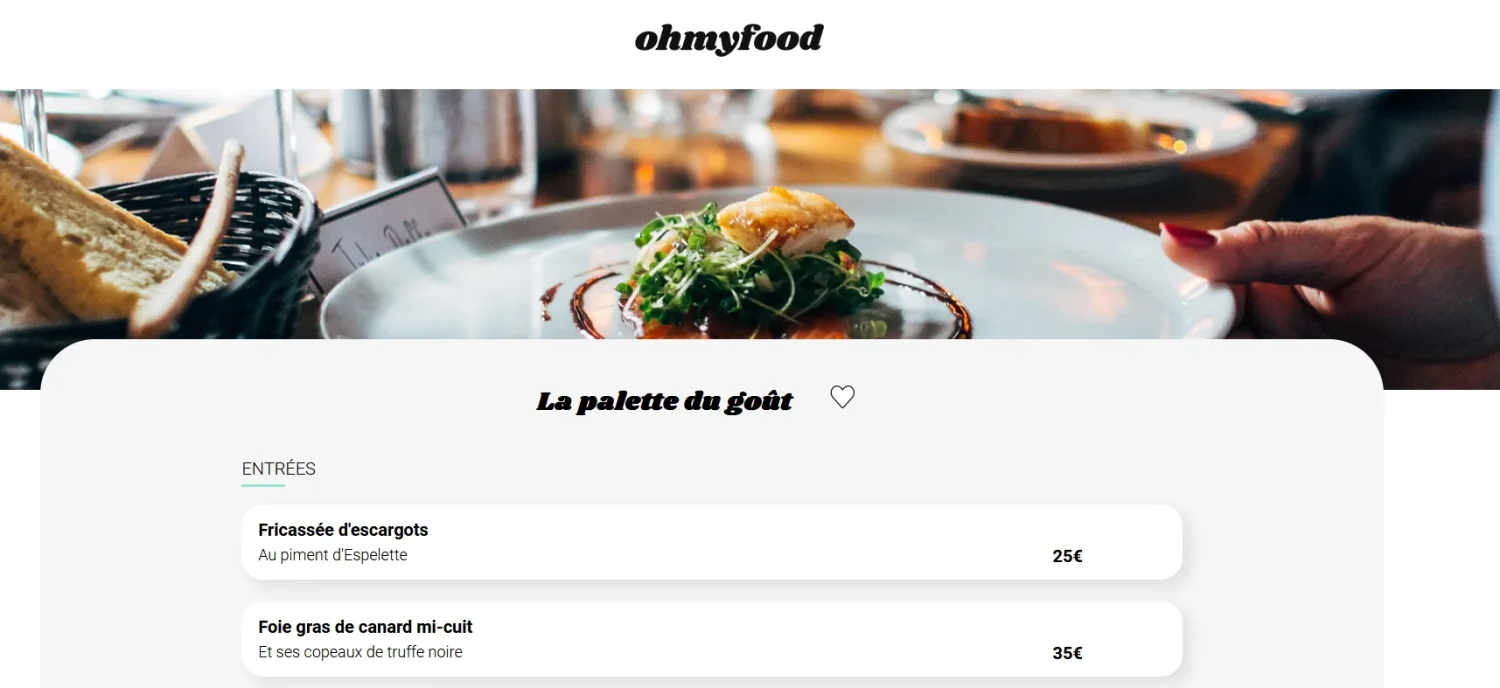 ohmyfood
La palette du goût
ENTRÉES
Fricassée d'escargots
Au piment d'Espelette
25€
Foie gras de canard mi-cuit
Et ses copeaux de truffe noire
35€